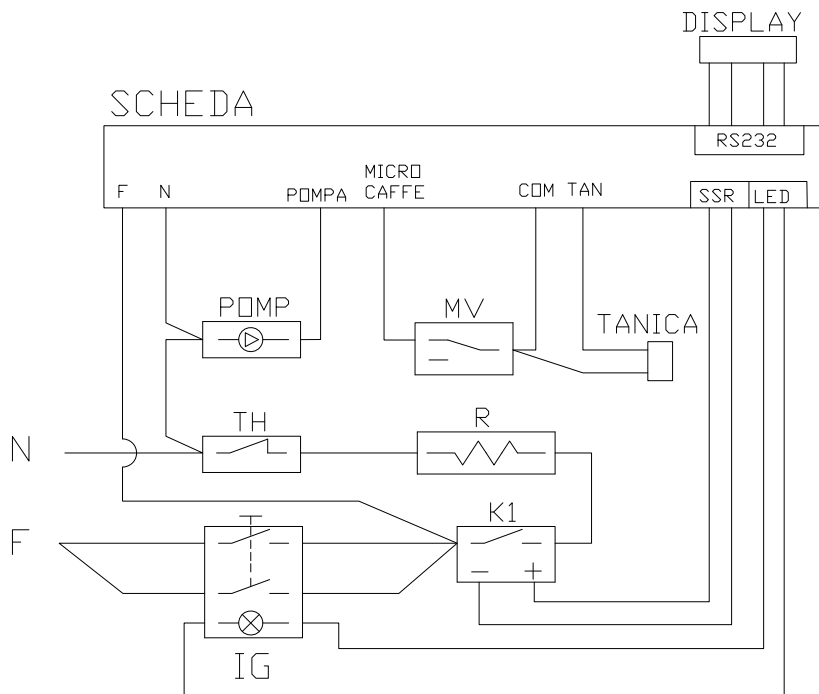 DISPLAY
SCHEDA
RS232
F N POMPA MICRO CAFFE COM TAN SSR LED
POMP
MV
TANICA
N
TH
R
F
K1
IG